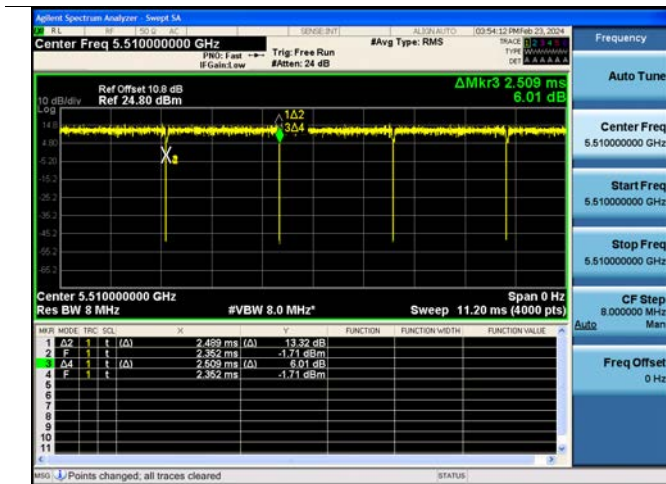 Agilent Spectrum Analyzer - Swept SA
RL RF 50 Ω AC SENSE:INT ALIGN AUTO 03:54:12 PM Feb 23, 2024
Center Freq 5.510000000 GHz #Avg Type: RMS TRACE 1 2 3 4 5 6
PNO: Fast Trig: Free Run TYPE
IFGain:Low #Atten: 24 dB DET A A A A A A
Frequency
Auto Tune
Center Freq
5.510000000 GHz
Start Freq
5.510000000 GHz
Stop Freq
5.510000000 GHz
CF Step
8.000000 MHz
Auto Man
Freq Offset
0 Hz
ΔMkr3 2.509 ms
6.01 dB
Ref Offset 10.8 dB
10 dB/div Ref 24.80 dBm
Log
14.8
4.80
-5.20
-15.2
-25.2
-35.2
-45.2
-55.2
-65.2
1Δ2
3Δ4
Center 5.510000000 GHz Span 0 Hz
Res BW 8 MHz #VBW 8.0 MHz* Sweep 11.20 ms (4000 pts)
MKR MODE TRC SCL X Y FUNCTION FUNCTION WIDTH FUNCTION VALUE
1 Δ2 1 t (Δ) 2.489 ms (Δ) 13.32 dB
2 F 1 t 2.352 ms -1.71 dBm
3 Δ4 1 t (Δ) 2.509 ms (Δ) 6.01 dB
4 F 1 t 2.352 ms -1.71 dBm
5
6
7
8
9
10
11
MSG Points changed; all traces cleared STATUS